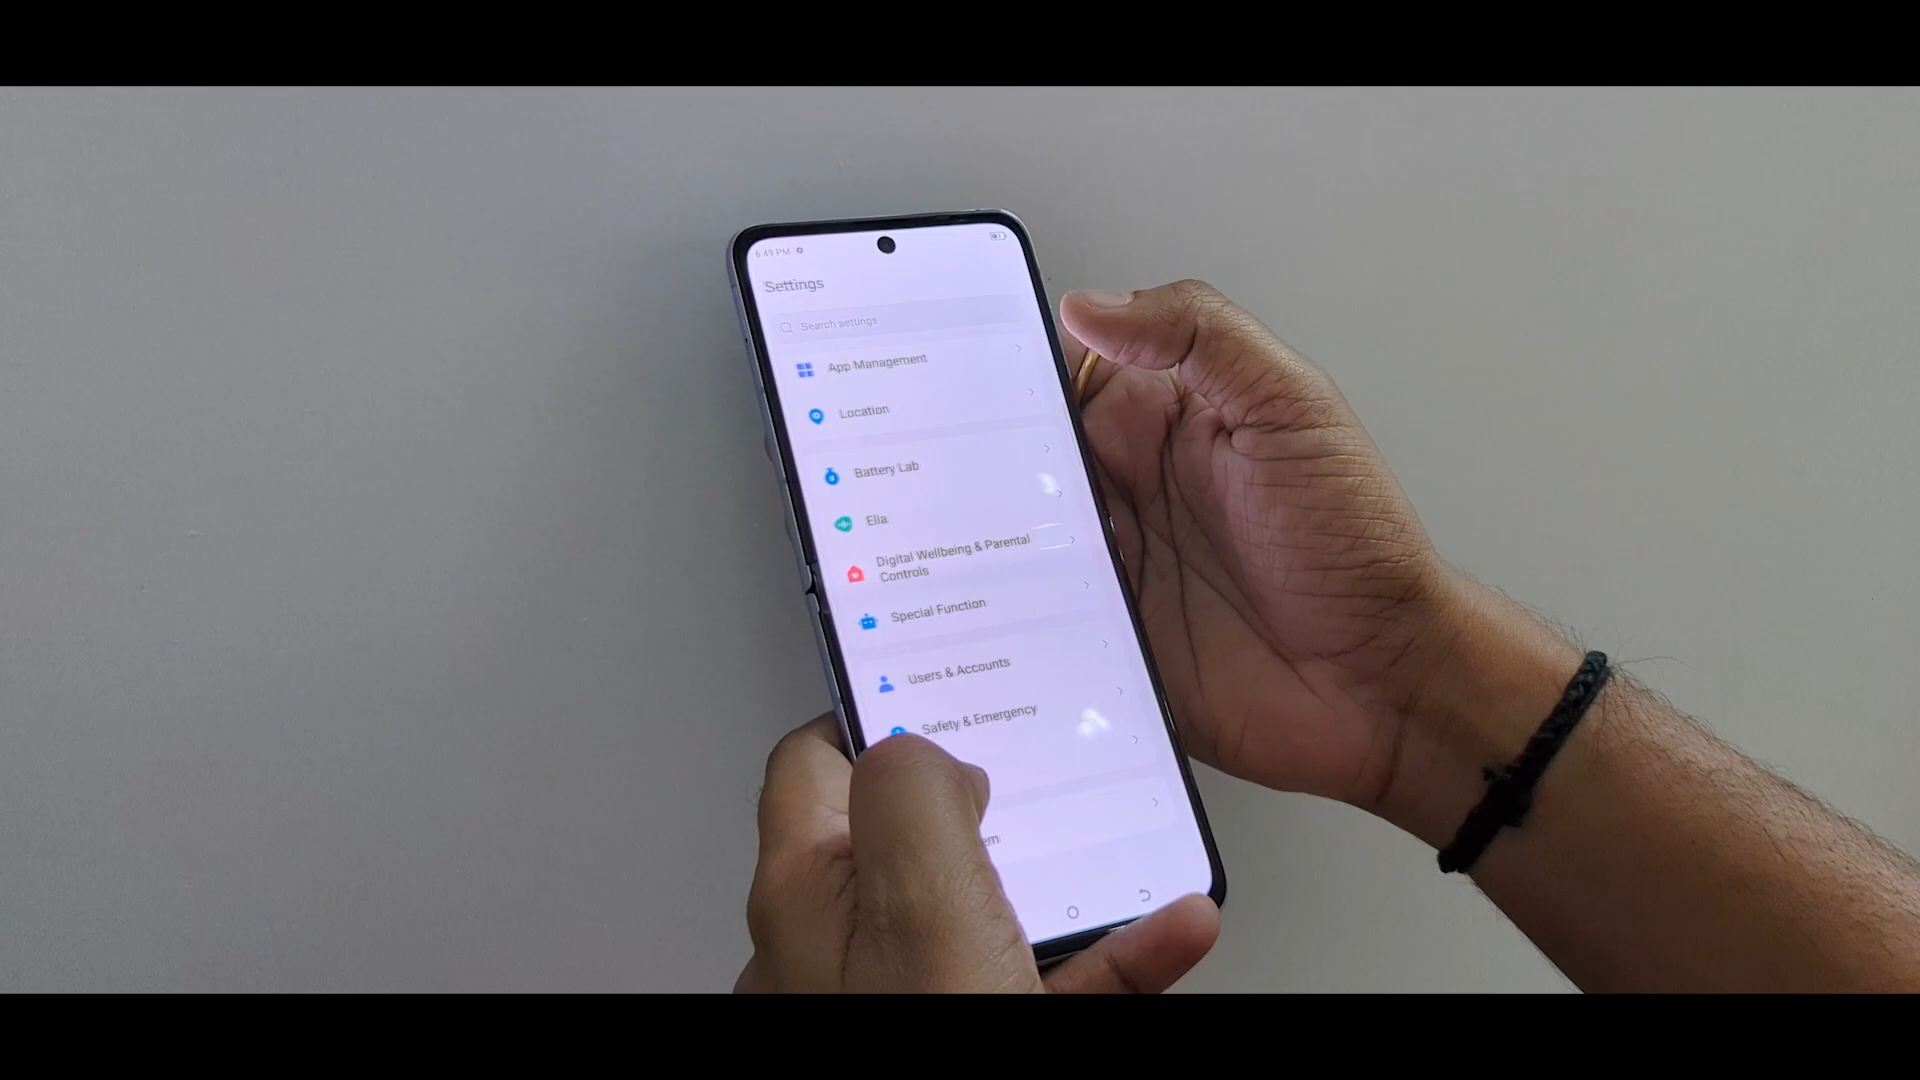 6:49 PM
Settings
Search settings
App Management
Location
Battery Lab
Ella
Digital Wellbeing & Parental
Controls
Special Function
Users & Accounts
Safety & Emergency
em